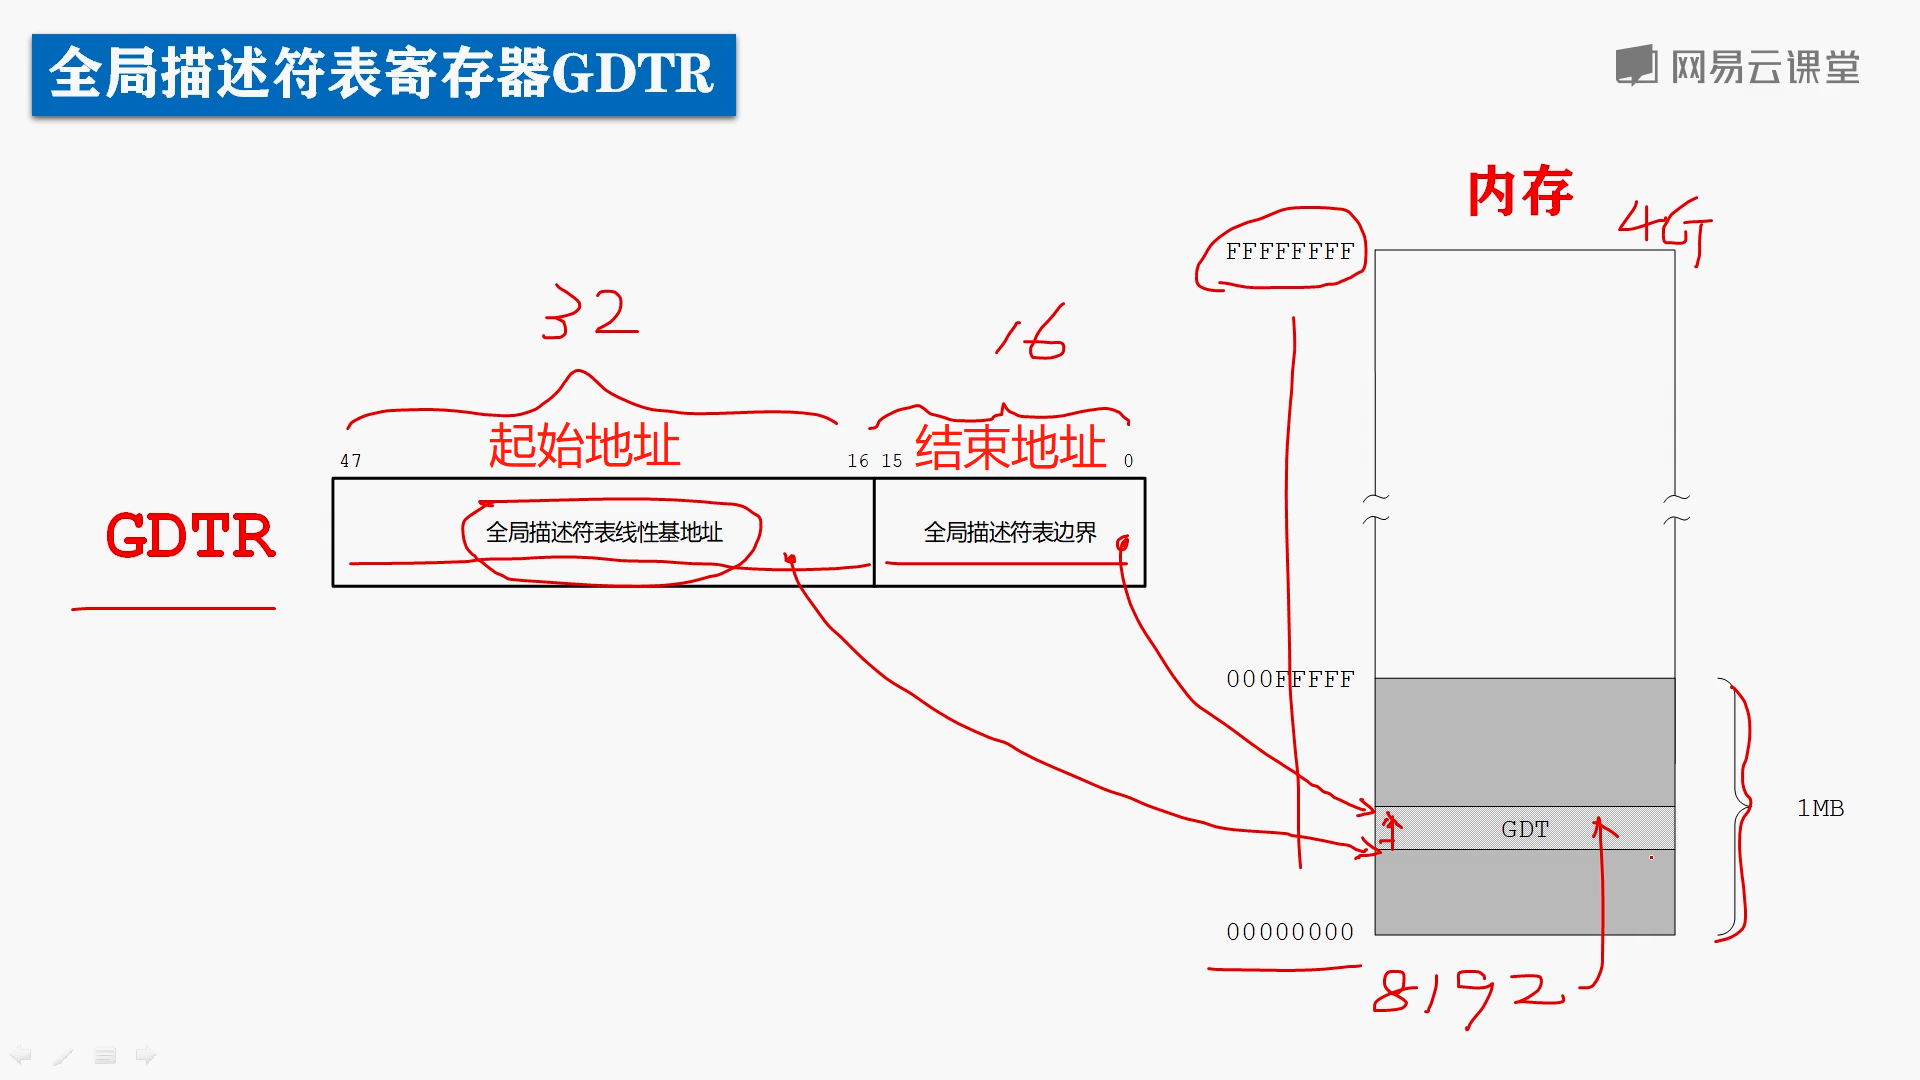 全局描述符表寄存器GDTR
网易云课堂
内存
4G
FFFFFFFF
32
16
起始地址
结束地址
47
16
15
0
GDTR
全局描述符表线性基地址
全局描述符表边界
000FFFFF
GDT
1MB
00000000
8192